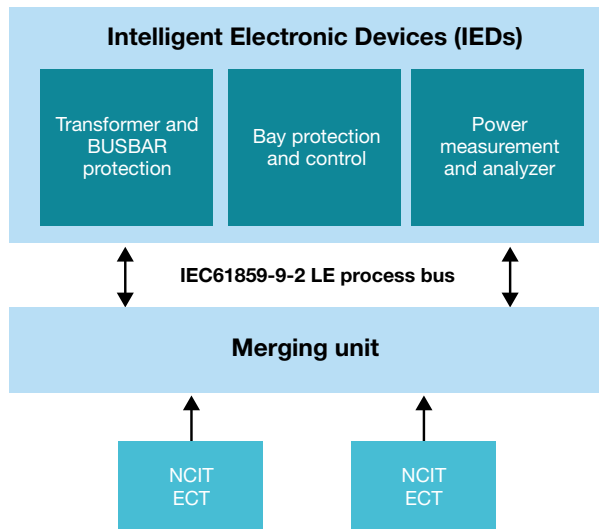 Intelligent Electronic Devices (IEDs)
Transformer and
BUSBAR
protection
Bay protection
and control
Power
measurement
and analyzer
IEC61859-9-2 LE process bus
Merging unit
NCIT
ECT
NCIT
ECT